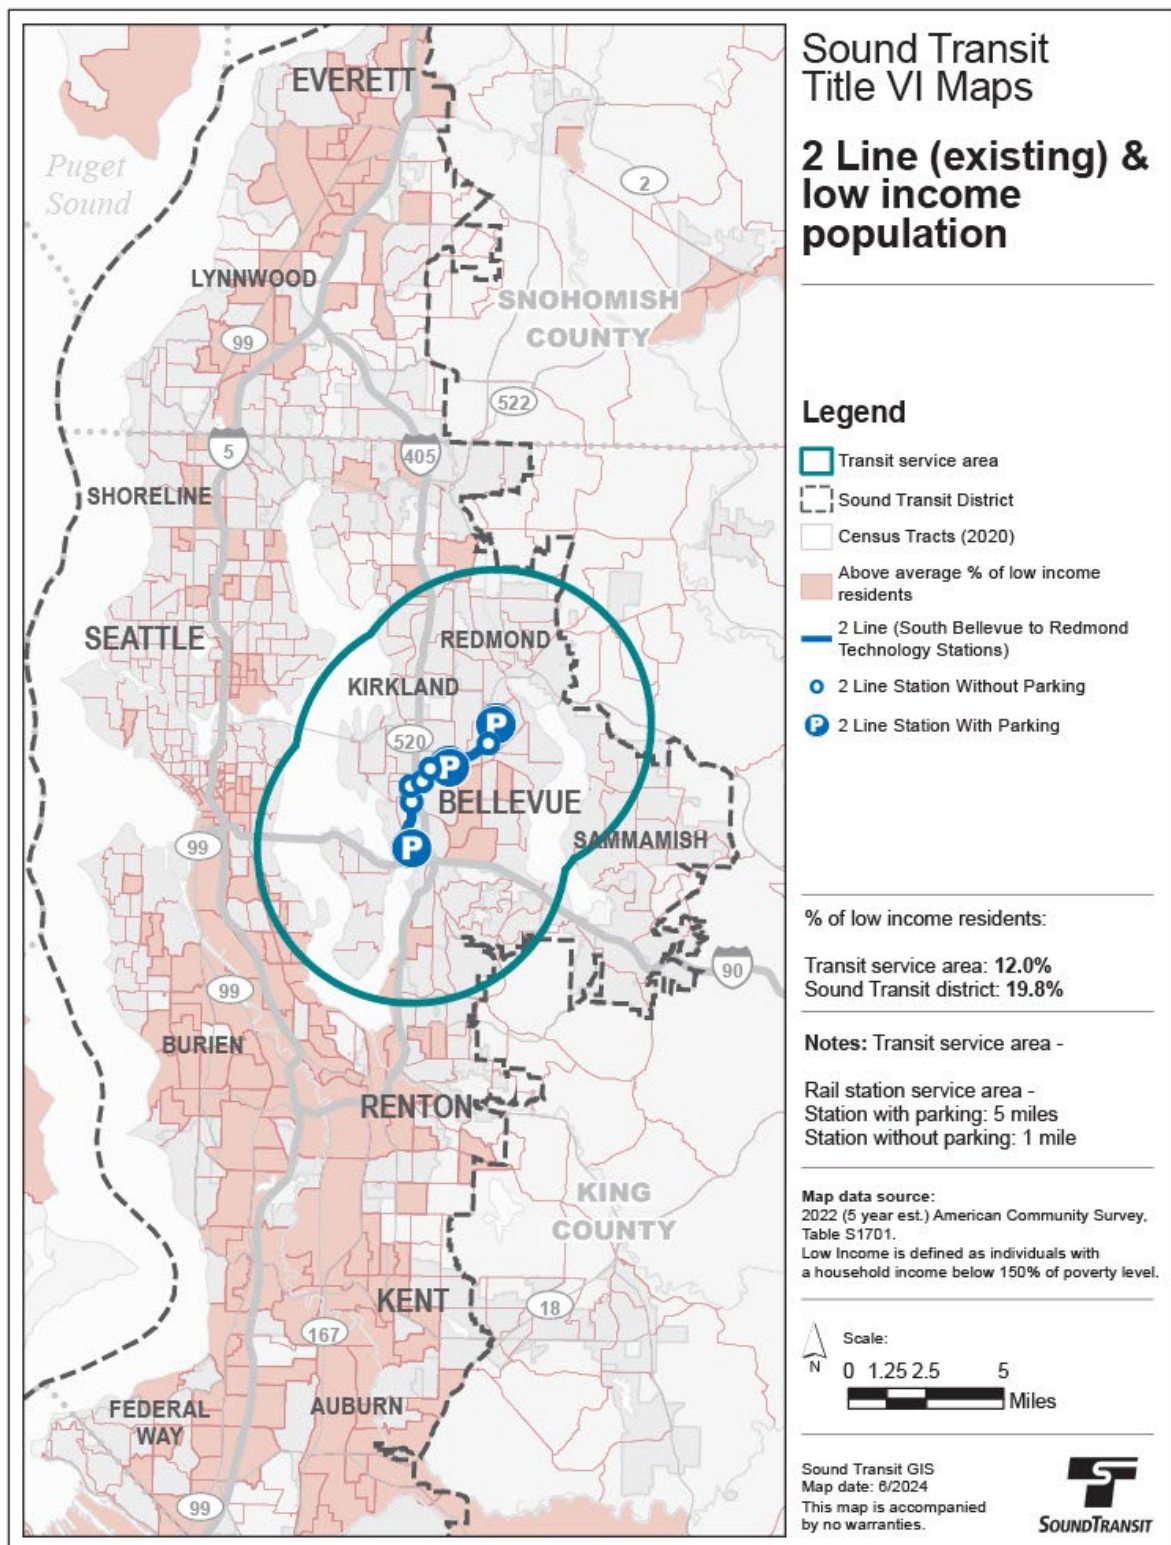 Sound Transit
Title VI Maps
2 Line (existing) &
low income
population
Legend
Transit service area
Sound Transit District
Census Tracts (2020)
Above average % of low income
residents
2 Line (South Bellevue to Redmond
Technology Stations)
2 Line Station Without Parking
P 2 Line Station With Parking
% of low income residents:
Transit service area: 12.0%
Sound Transit district: 19.8%
Notes: Transit service area -
Rail station service area -
Station with parking: 5 miles
Station without parking: 1 mile
Map data source:
2022 (5 year est.) American Community Survey,
Table S1701.
Low Income is defined as individuals with
a household income below 150% of poverty level.
N
Scale:
0 1.25 2.5 5
Miles
Sound Transit GIS
Map date: 6/2024
This map is accompanied
by no warranties.
SOUNDTRANSIT
EVERETT
Puget
Sound
2
LYNNWOOD
SNOHOMISH
COUNTY
99
522
5
405
SHORELINE
SEATTLE
REDMOND
KIRKLAND
520
P
P
BELLEVUE
P
99
SAMMAMISH
90
99
BURIEN
RENTON
KING
COUNTY
KENT
18
167
FEDERAL
WAY
AUBURN
99